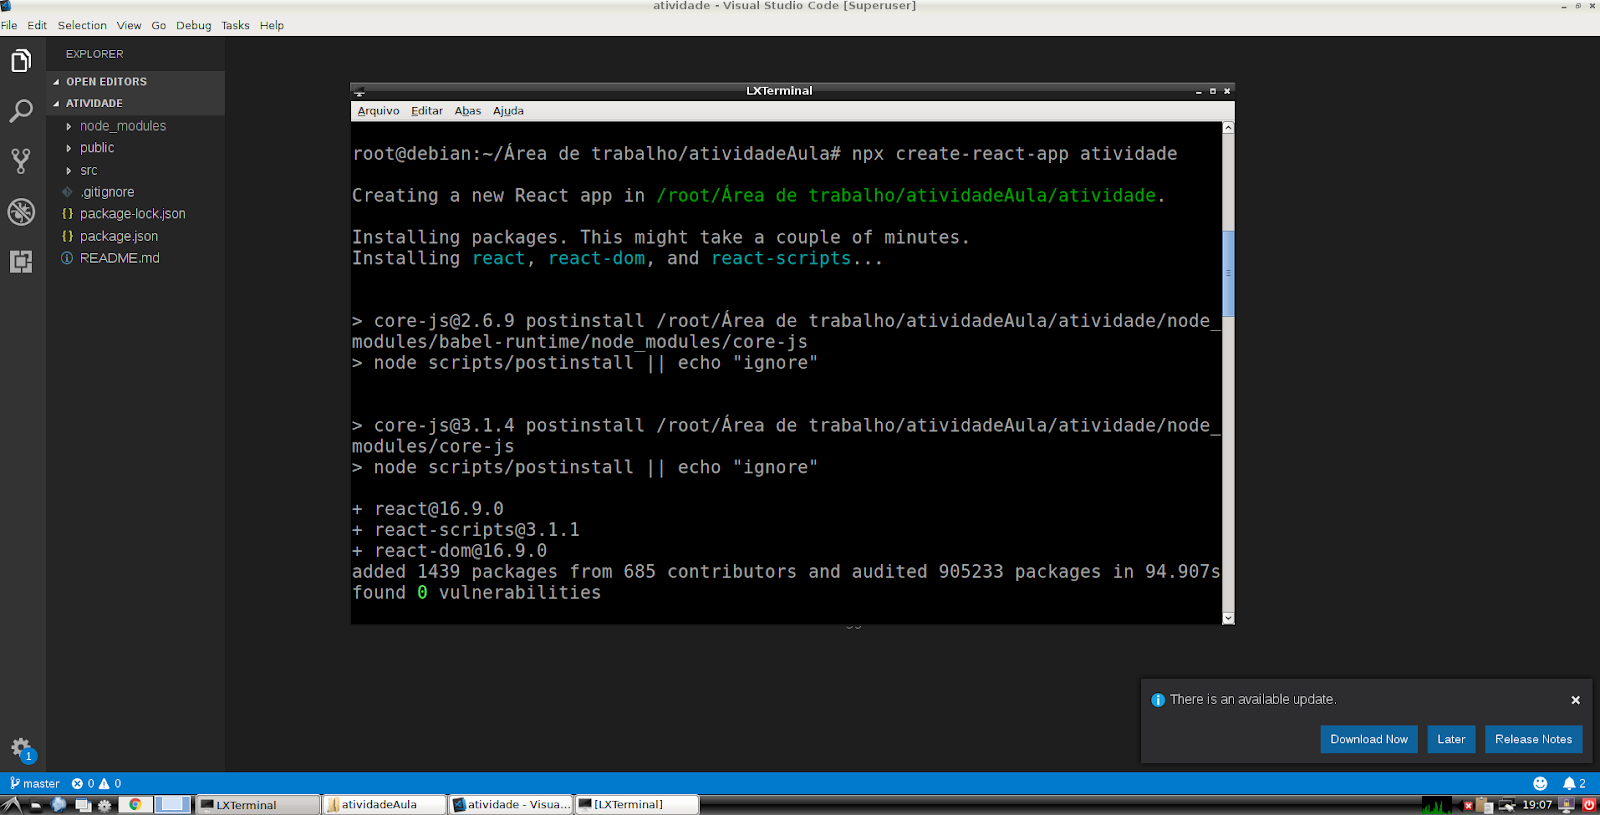 atividade - Visual Studio Code [Superuser]
File Edit Selection View Go Debug Tasks Help
EXPLORER
OPEN EDITORS
ATIVIDADE
node_modules
public
src
.gitignore
package-lock.json
package.json
README.md
LXTerminal
Arquivo Editar Abas Ajuda
root@debian:~/Área de trabalho/atividadeAula# npx create-react-app atividade
Creating a new React app in /root/Área de trabalho/atividadeAula/atividade.
Installing packages. This might take a couple of minutes.
Installing react, react-dom, and react-scripts...
> core-js@2.6.9 postinstall /root/Área de trabalho/atividadeAula/atividade/node_
modules/babel-runtime/node_modules/core-js
> node scripts/postinstall || echo "ignore"
> core-js@3.1.4 postinstall /root/Área de trabalho/atividadeAula/atividade/node_
modules/core-js
> node scripts/postinstall || echo "ignore"
+ react@16.9.0
+ react-scripts@3.1.1
+ react-dom@16.9.0
added 1439 packages from 685 contributors and audited 905233 packages in 94.907s
found 0 vulnerabilities
There is an available update.
Download Now Later Release Notes
1
master 0 0 2
LXTerminal atividadeAula atividade - Visua... [LXTerminal] 19:07